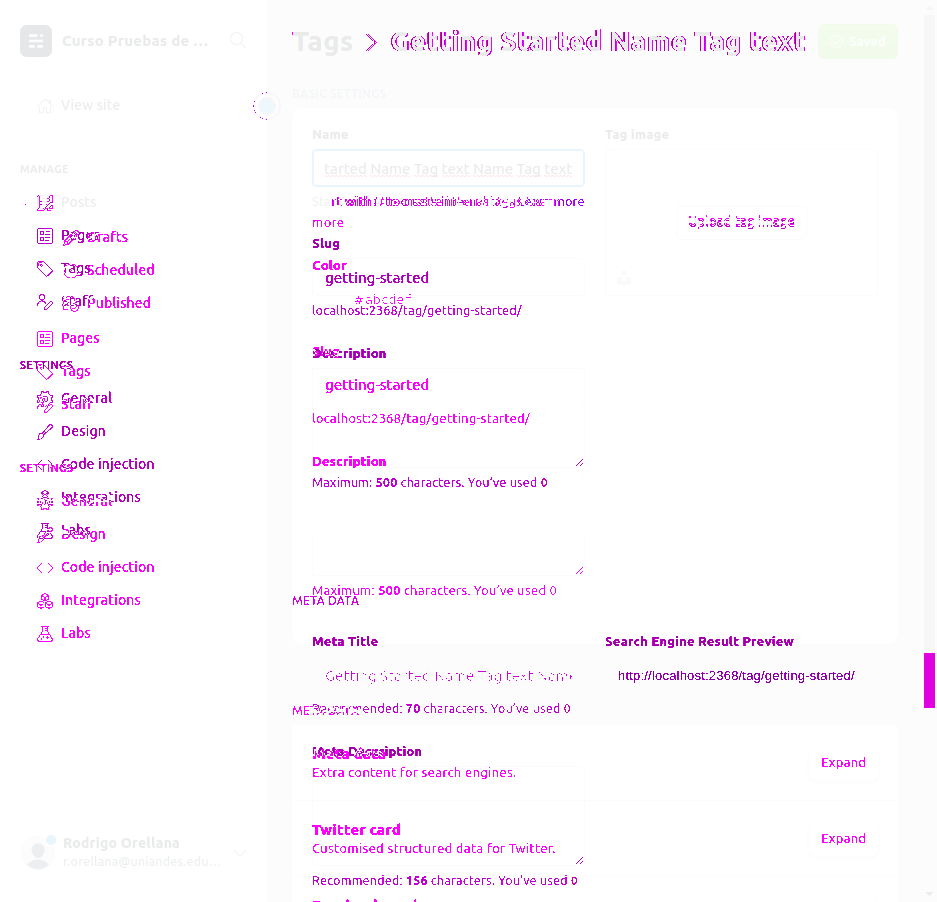 Curso Pruebas de ...
Tags > Getting Started Name Tag text
Saved
BASIC SETTINGS
View site
Name
Tag image
MANAGE
tarted Name Tag text Name Tag text
Posts
more
more
Upload tag image
Pages
Drafts
Slug
Tags
Scheduled
Color
getting-started
Staff
Published
#abcdef
localhost:2368/tag/getting-started/
Pages
Slug
Description
SETTINGS
Tags
getting-started
General
Staff
localhost:2368/tag/getting-started/
Design
Code injection
Description
SETTINGS
Maximum: 500 characters. You've used 0
Integrations
General
Labs
Design
Code injection
Maximum: 500 characters. You've used 0
Integrations
META DATA
Labs
Meta Title
Search Engine Result Preview
Getting Started Name Tag text Name
http://localhost:2368/tag/getting-started/
Recommended: 70 characters. You've used 0
META DATA
Meta Description
Meta data
Expand
Extra content for search engines.
Twitter card
Expand
Customised structured data for Twitter.
Rodrigo Orellana
r.orellana@uniandes.edu...
Recommended: 156 characters. You've used 0